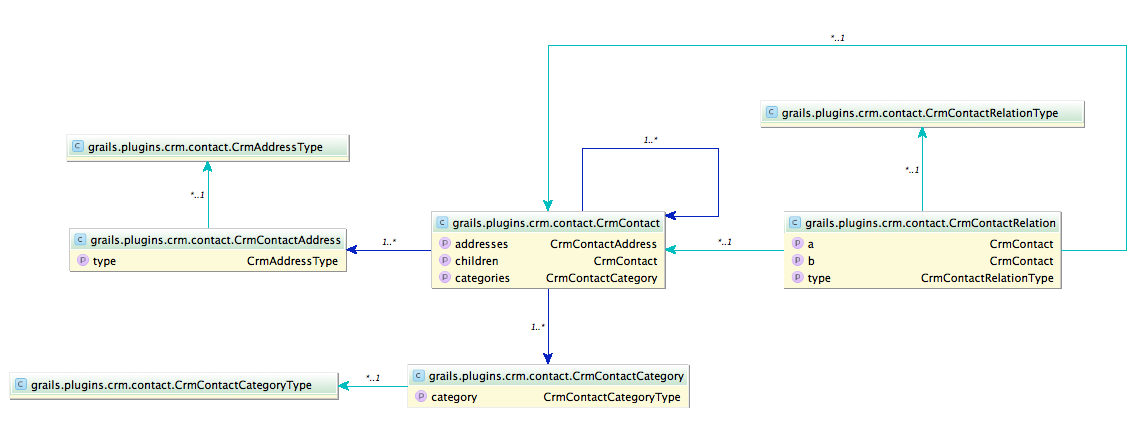 *..1
C grails.plugins.crm.contact.CrmContactRelationType
C grails.plugins.crm.contact.CrmAddressType
1..*
*..1
*..1
C grails.plugins.crm.contact.CrmContactAddress
P type CrmAddressType
1..*
C grails.plugins.crm.contact.CrmContact
P addresses CrmContactAddress
P children CrmContact
P categories CrmContactCategory
*..1
C grails.plugins.crm.contact.CrmContactRelation
P a CrmContact
P b CrmContact
P type CrmContactRelationType
1..*
C grails.plugins.crm.contact.CrmContactCategoryType
*..1
C grails.plugins.crm.contact.CrmContactCategory
P category CrmContactCategoryType